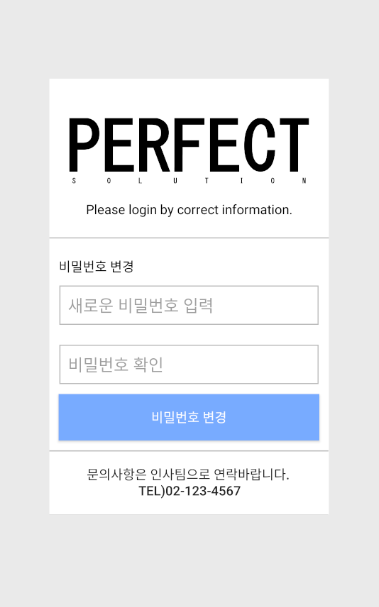 PERFECT
SOLUTION
Please login by correct information.
비밀번호 변경
새로운 비밀번호 입력
비밀번호 확인
비밀번호 변경
문의사항은 인사팀으로 연락바랍니다.
TEL)02-123-4567